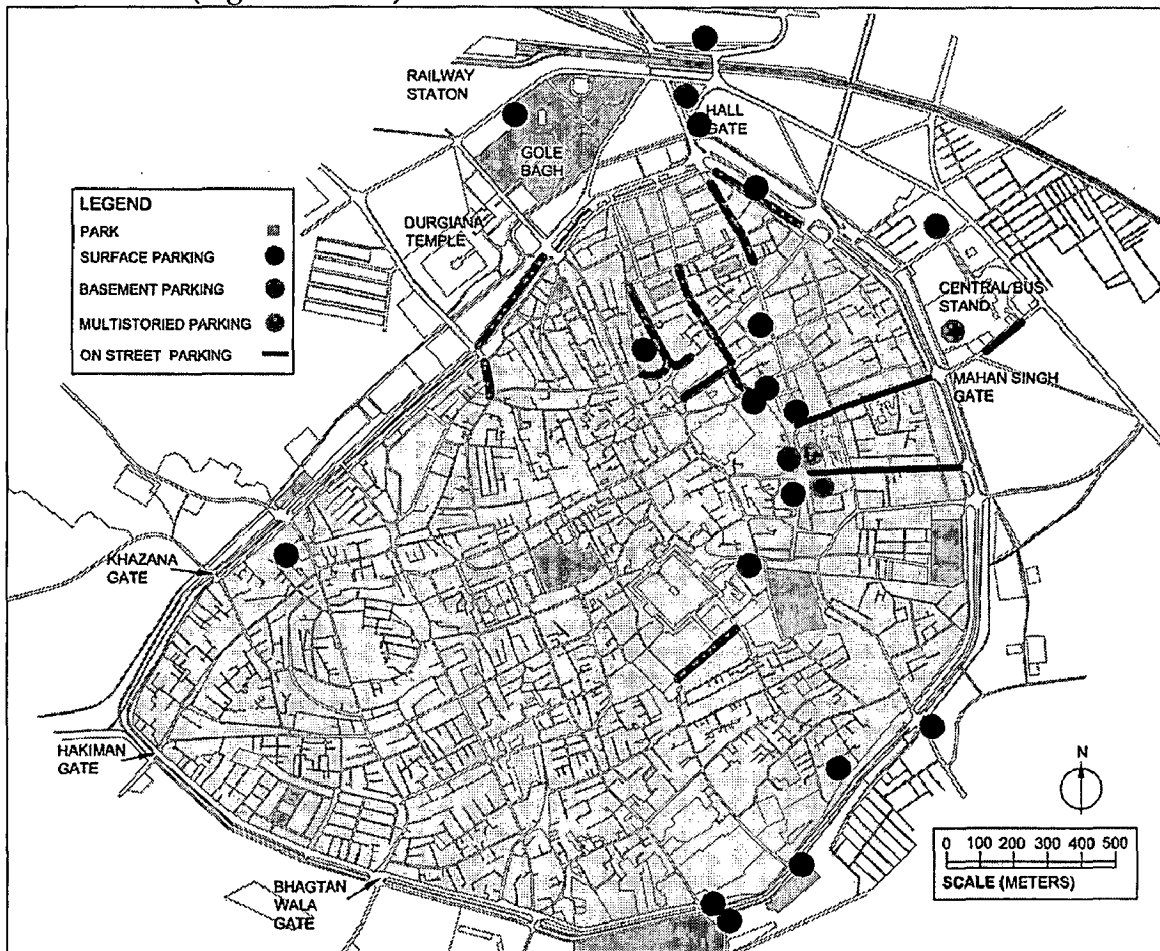 RAILWAY
STATON
HALL
GATE
GOLE
BAGH
LEGEND
PARK
SURFACE PARKING
BASEMENT PARKING
MULTISTORIED PARKING
ON STREET PARKING
DURGIANA
TEMPLE
CENTRAL BUS
STAND
MAHAN SINGH
GATE
KHAZANA
GATE
HAKIMAN
GATE
BHAGTAN
WALA
GATE
N
0 100 200 300 400 500
SCALE (METERS)